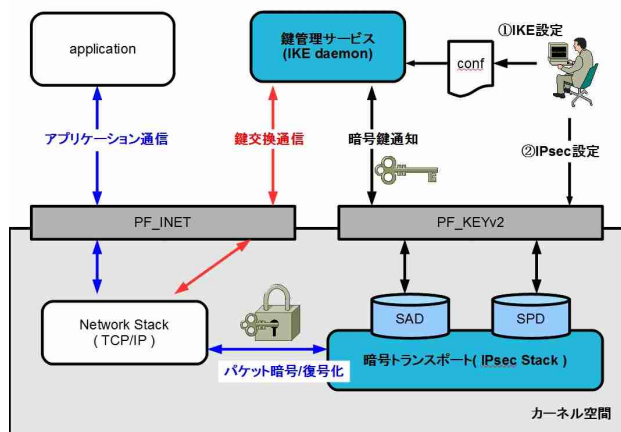 application
鍵管理サービス
(IKE daemon)
conf
①IKE設定
アプリケーション通信
鍵交換通信
暗号鍵通知
②IPsec設定
PF_INET
PF_KEYv2
Network Stack
( TCP/IP )
SAD
SPD
パケット暗号/復号化
暗号トランスポート( IPsec Stack )
カーネル空間